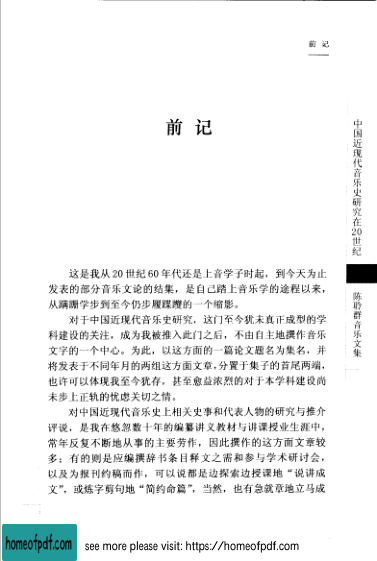 前 记
前 记
这是我从 20 世纪 60 年代还是上音学子时起，到今天为止
发表的部分音乐文论的结集，是自己踏上音乐学的途程以来，
从蹒跚学步到至今仍步履蹀躞的一个缩影。
对于中国近现代音乐史研究，这门至今犹未真正成型的学
科建设的关注，成为我被推入此门之后，不由自主地撰作音乐
文字的一个中心。为此，以这方面的一篇论文题名为集名，并
将发表于不同年月的两组这方面文章，分置于集子的首尾两端，
也许可以体现我至今犹存，甚至愈益浓烈的对于本学科建设尚
未步上正轨的忧虑关切之情。
对中国近现代音乐史上相关史事和代表人物的研究与推介
评说，是我在悠忽数十年的编纂讲义教材与讲课授业生涯中，
常年反复不断地从事的主要劳作，因此撰作的这方面文章较
多：有的则是应编撰辞书条目释文之需和参与学术研讨会，
以及为报刊约稿而作，可以说都是边探索边授课地“说讲成
文”，或炼字剪句地“简约命篇”，当然，也有急就章地立马成
中国近现代音乐史研究在20世纪
陈聆群音乐文集
homeofpdf.com
see more please visit: https://homeofpdf.com